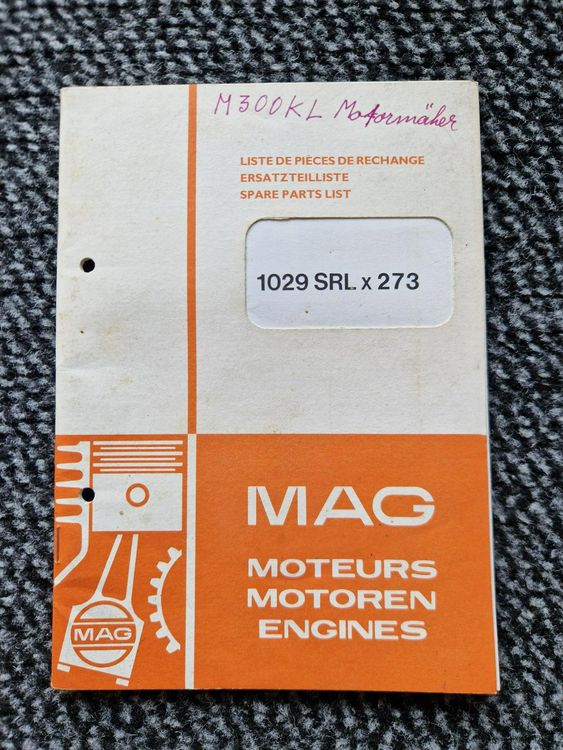 M300KL Motormäher
LISTE DE PIÈCES DE RECHANGE
ERSATZTEILLISTE
SPARE PARTS LIST
1029 SRL x 273
MAG
MOTEURS
MOTOREN
ENGINES
MAG